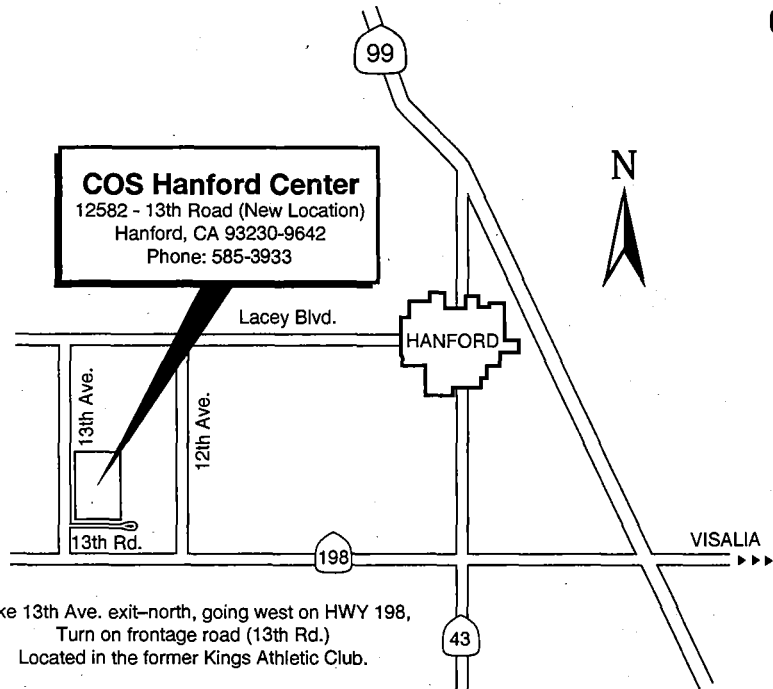 99
COS Hanford Center
12582 - 13th Road (New Location)
Hanford, CA 93230-9642
Phone: 585-3933
N
Lacey Blvd.
HANFORD
13th Ave.
12th Ave.
13th Rd.
198
VISALIA
43
ke 13th Ave. exit–north, going west on HWY 198,
Turn on frontage road (13th Rd.)
Located in the former Kings Athletic Club.